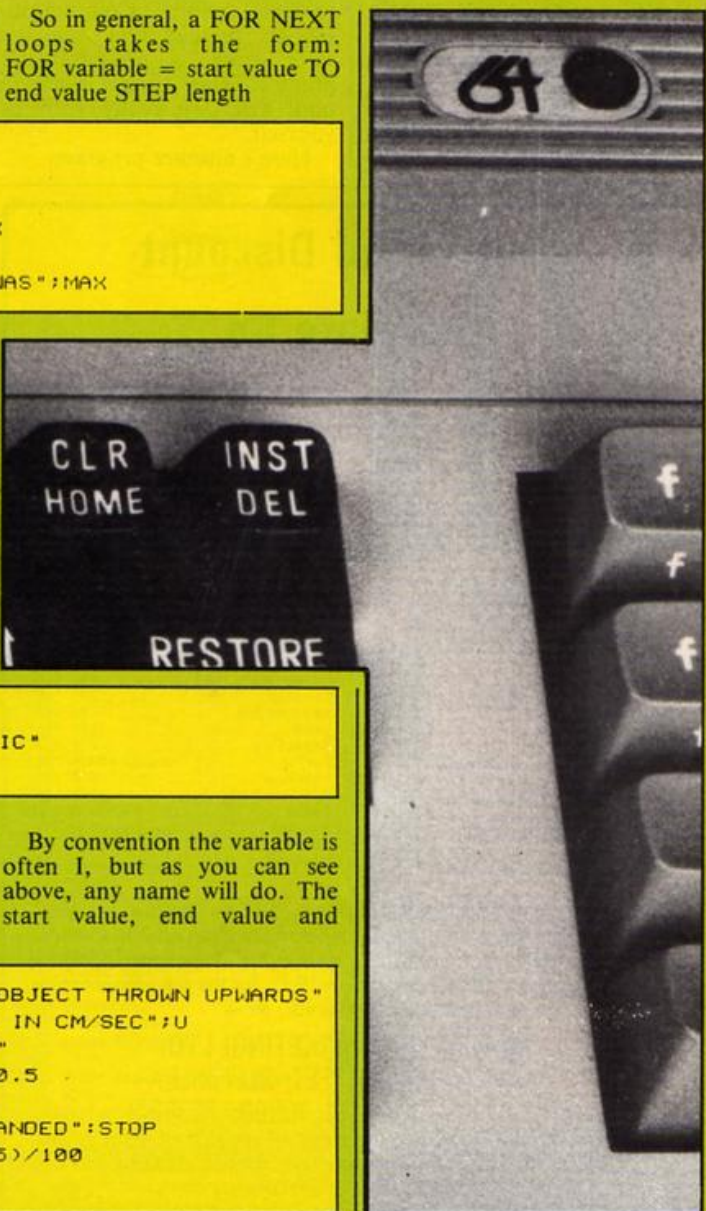 So in general, a FOR NEXT
loops takes the form:
FOR variable = start value TO
end value STEP length
64
AS";MAX
CLR
HOME
INST
DEL
RESTORE
f
f
f
IC"
By convention the variable is
often I, but as you can see
above, any name will do. The
start value, end value and
OBJECT THROWN UPWARDS"
IN CM/SEC";U
"
0.5
ANDED":STOP
)/100